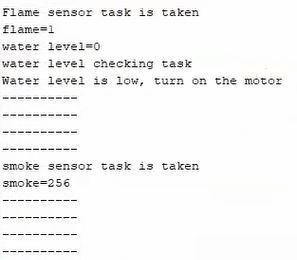 Flame sensor task is taken
flame=1
water level=0
water level checking task
Water level is low, turn on the motor
----------
----------
----------
----------
smoke sensor task is taken
smoke=256
----------
----------
----------
----------